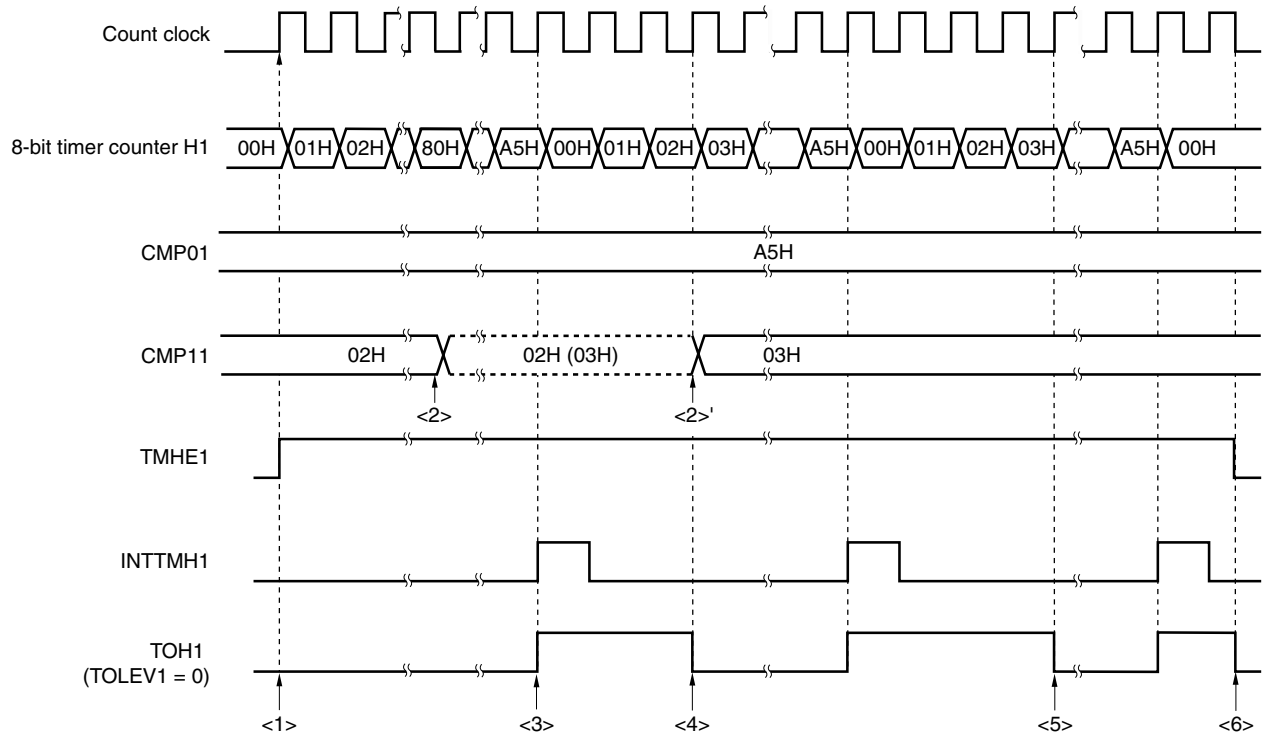 Count clock
8-bit timer counter H1
00H 01H 02H 80H A5H 00H 01H 02H 03H A5H 00H 01H 02H 03H A5H 00H
CMP01
A5H
CMP11
02H 02H (03H) 03H
<2> <2>'
TMHE1
INTTMH1
TOH1
(TOLEV1 = 0)
<1> <3> <4> <5> <6>